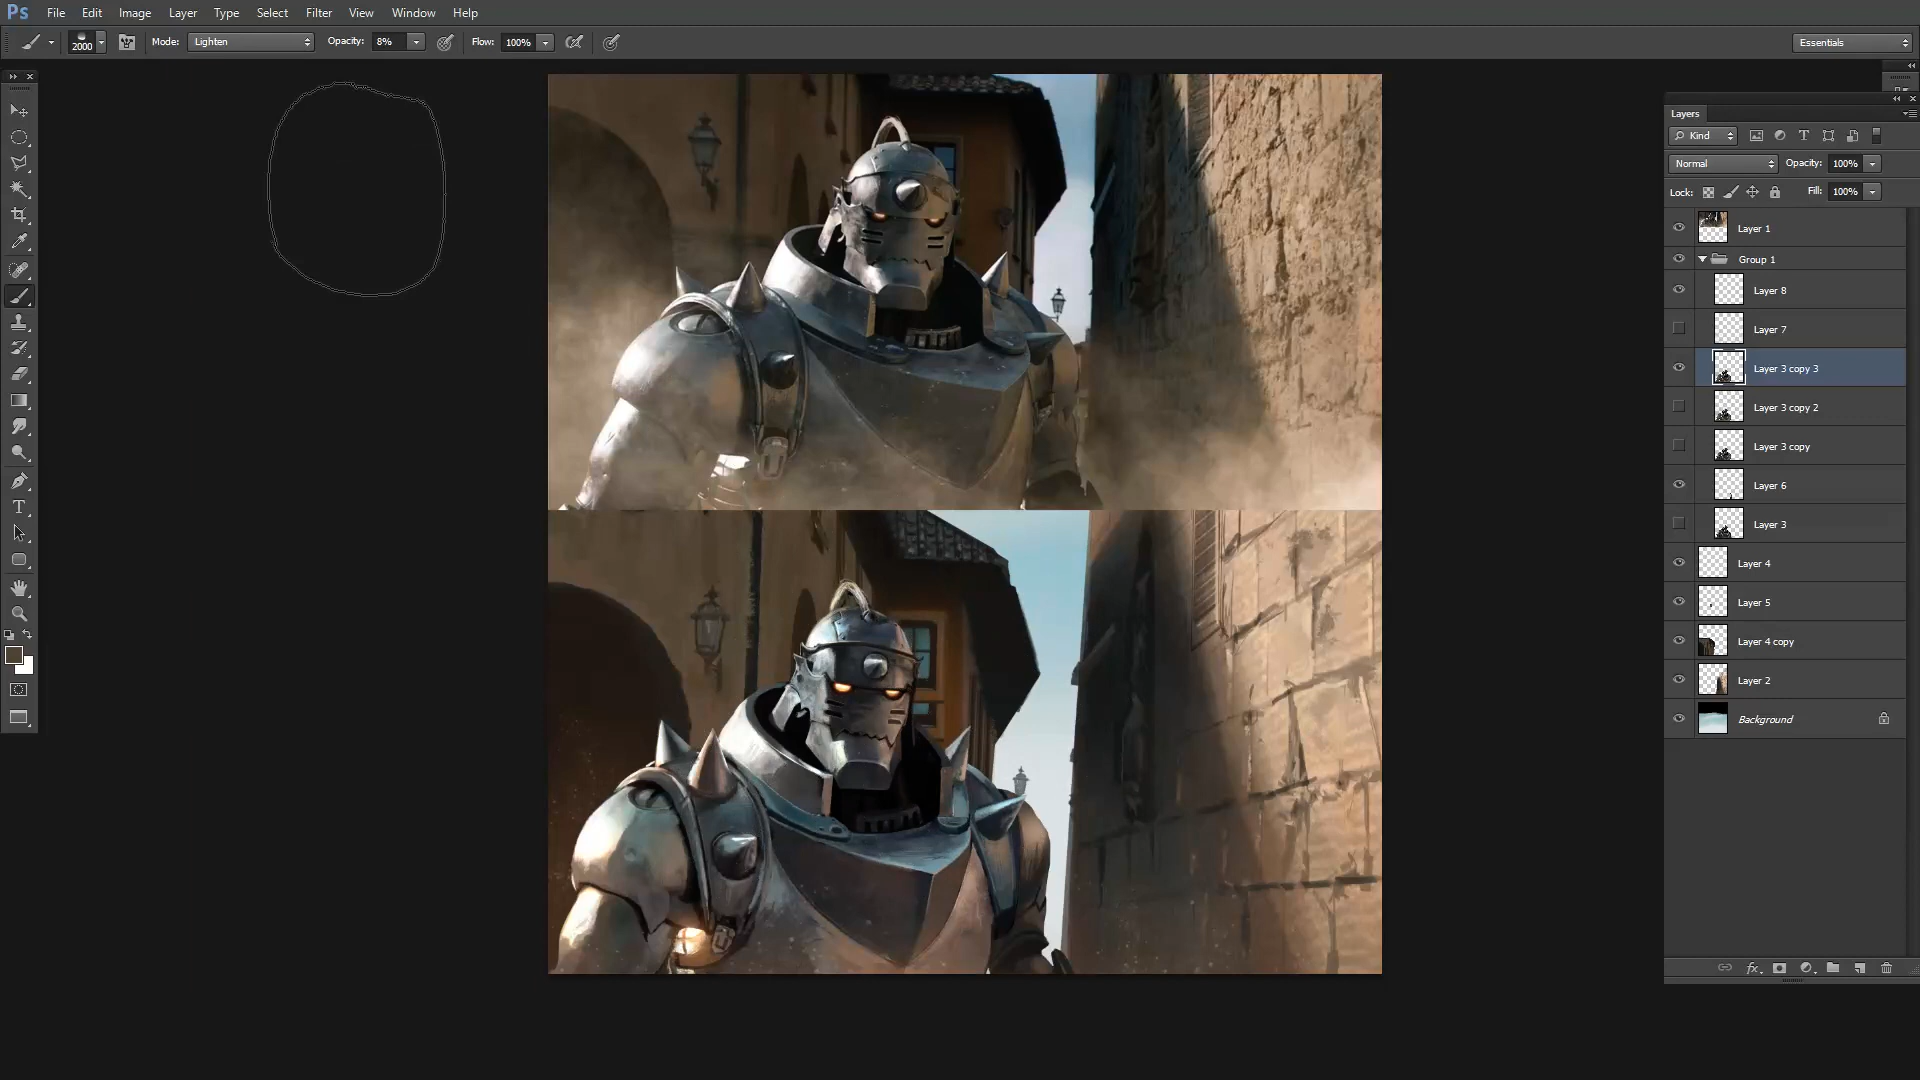 Ps File Edit Image Layer Type Select Filter View Window Help
2000 Mode: Lighten Opacity: 8% Flow: 100% Essentials
Layers
Kind
Normal Opacity: 100%
Lock: Fill: 100%
Layer 1
Group 1
Layer 8
Layer 7
Layer 3 copy 3
Layer 3 copy 2
Layer 3 copy
Layer 6
Layer 3
Layer 4
Layer 5
Layer 4 copy
Layer 2
Background